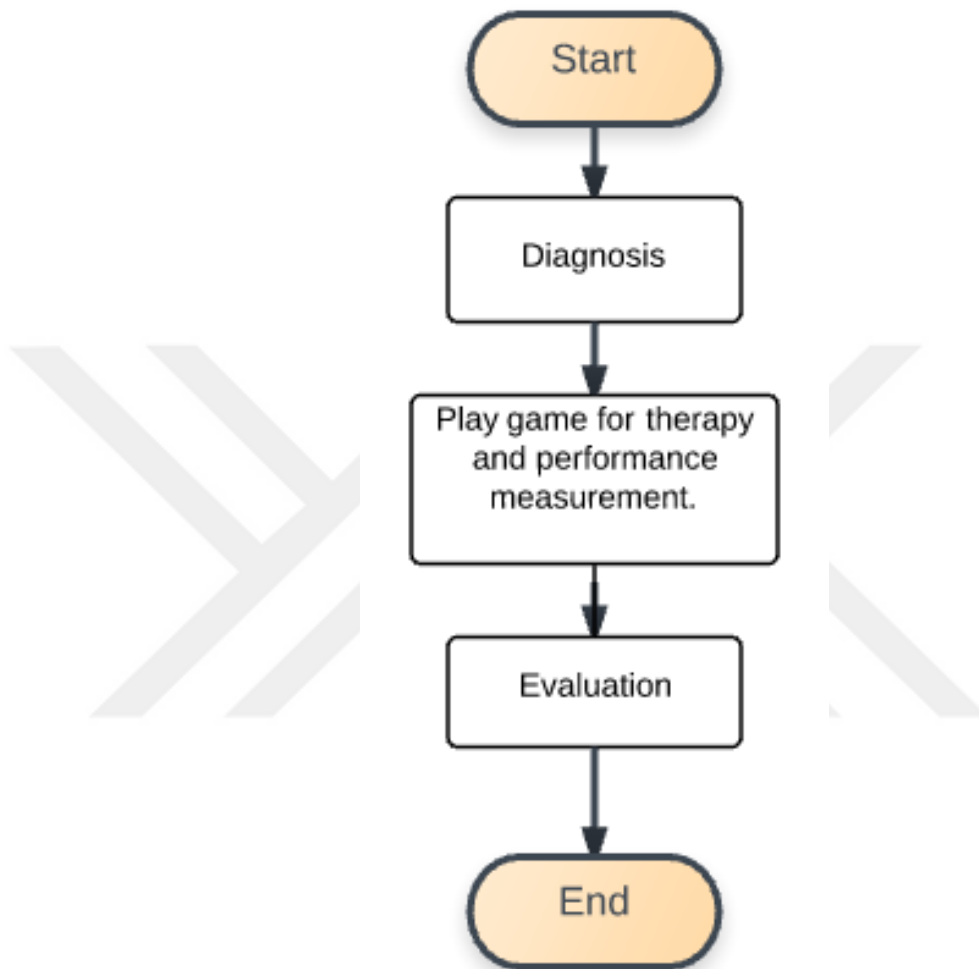 Start
Diagnosis
Play game for therapy
and performance
measurement.
Evaluation
End